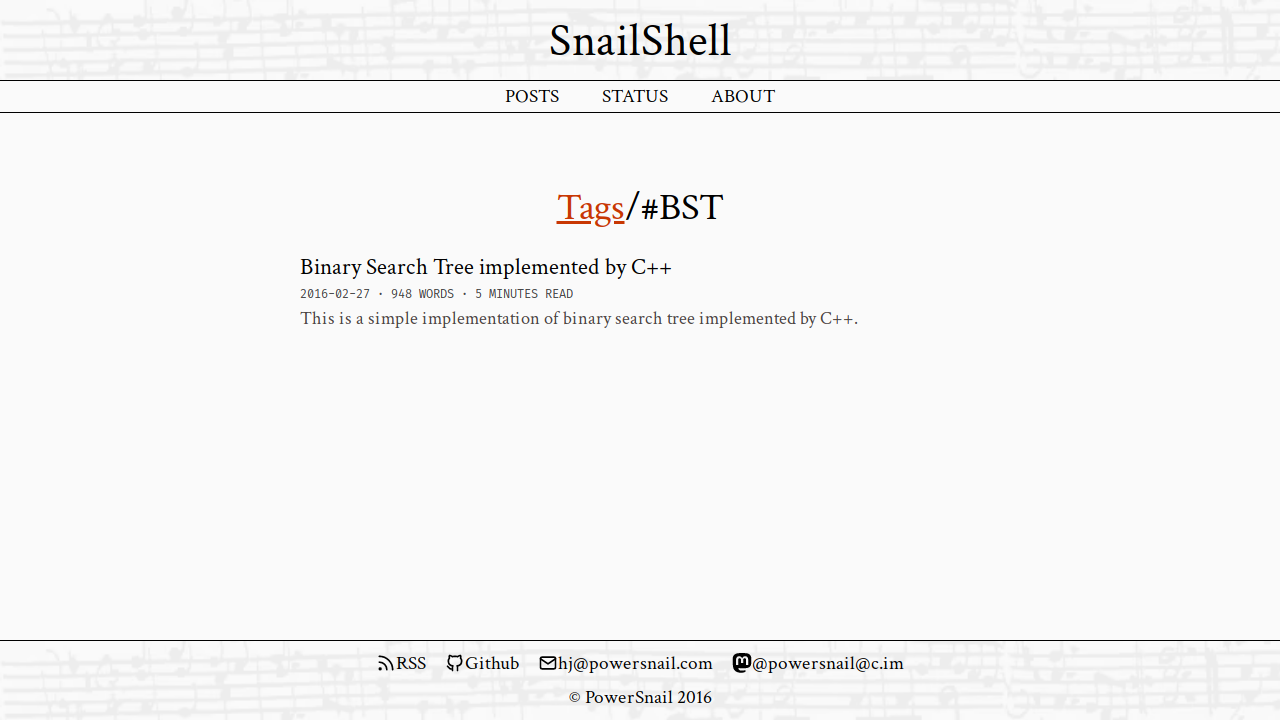 SnailShell
POSTS STATUS ABOUT
Tags/#BST
Binary Search Tree implemented by C++
2016-02-27 · 948 WORDS · 5 MINUTES READ
This is a simple implementation of binary search tree implemented by C++.
RSS Github hj@powersnail.com @powersnail@c.im
© PowerSnail 2016